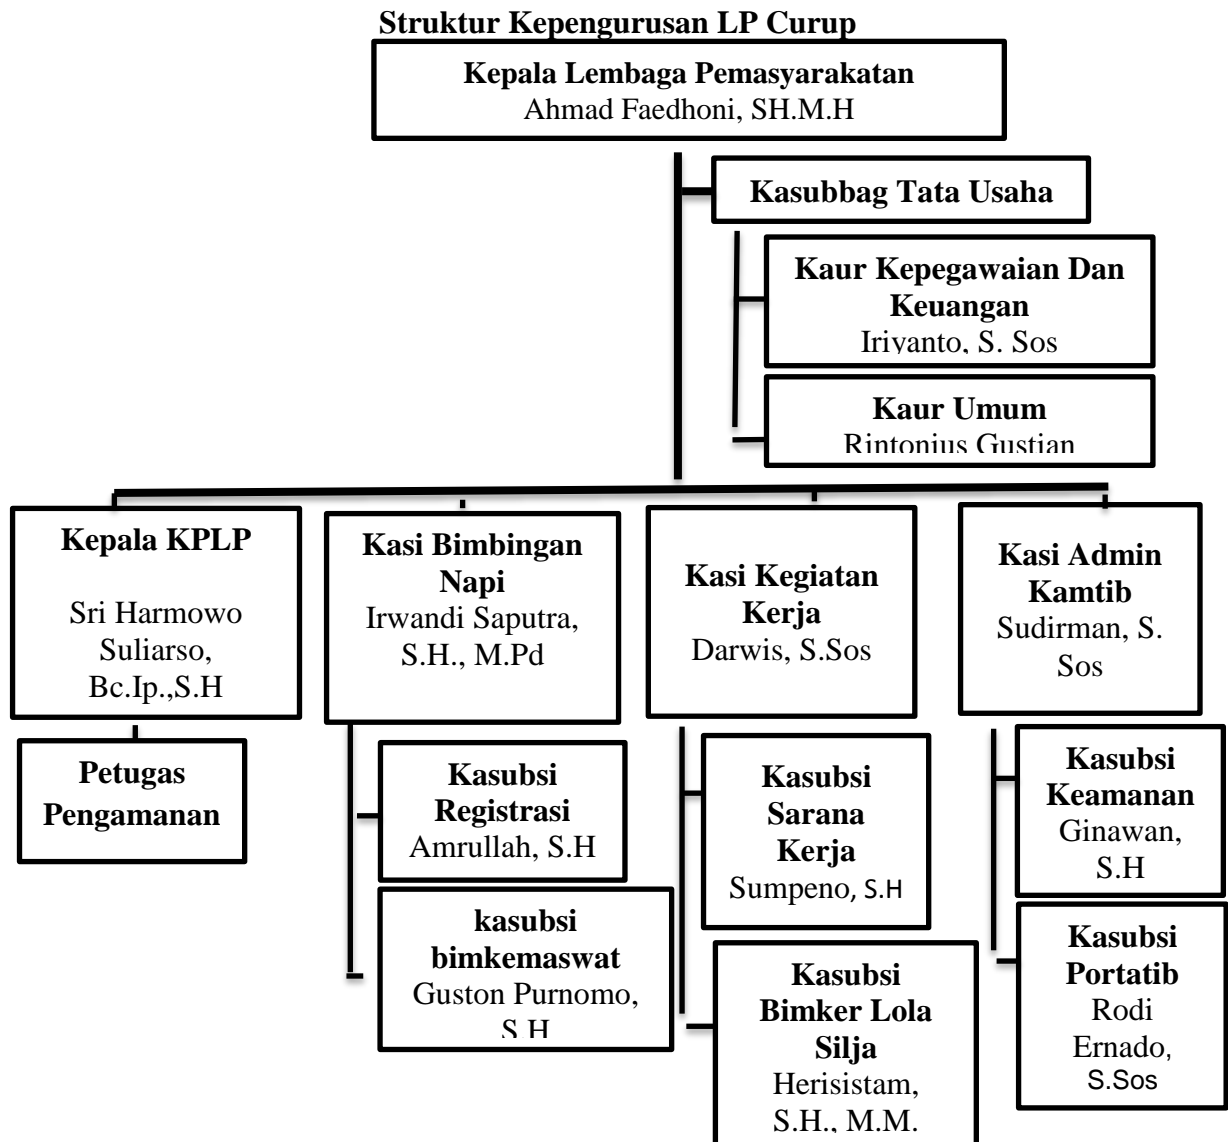 Struktur Kepengurusan LP Curup
Kepala Lembaga Pemasyarakatan
Ahmad Faedhoni, SH.M.H
Kasubbag Tata Usaha
Kaur Kepegawaian Dan
Keuangan
Iriyanto, S. Sos
Kaur Umum
Rintonius Gustian
Kepala KPLP
Sri Harmowo
Suliarso,
Bc.Ip.,S.H
Kasi Bimbingan
Napi
Irwandi Saputra,
S.H., M.Pd
Kasi Kegiatan
Kerja
Darwis, S.Sos
Kasi Admin
Kamtib
Sudirman, S.
Sos
Petugas
Pengamanan
Kasubsi
Registrasi
Amrullah, S.H
kasubsi
bimkemaswat
Guston Purnomo,
S.H
Kasubsi
Sarana
Kerja
Sumpeno, S.H
Kasubsi
Bimker Lola
Silja
Herisistam,
S.H., M.M.
Kasubsi
Keamanan
Ginawan,
S.H
Kasubsi
Portatib
Rodi
Ernado,
S.Sos